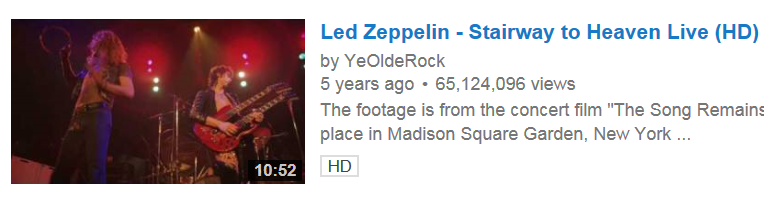 Led Zeppelin - Stairway to Heaven Live (HD)
by YeOldeRock
5 years ago • 65,124,096 views
The footage is from the concert film "The Song Remains
place in Madison Square Garden, New York ...
10:52
HD